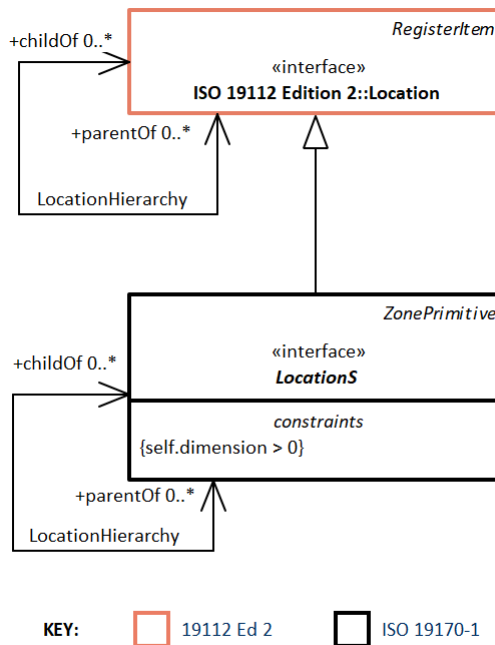 RegisterItem
+childOf 0..*
«interface»
ISO 19112 Edition 2::Location
+parentOf 0..*
LocationHierarchy
ZonePrimitive
«interface»
+childOf 0..*
LocationS
constraints
{self.dimension > 0}
+parentOf 0..*
LocationHierarchy
KEY: 19112 Ed 2 ISO 19170-1